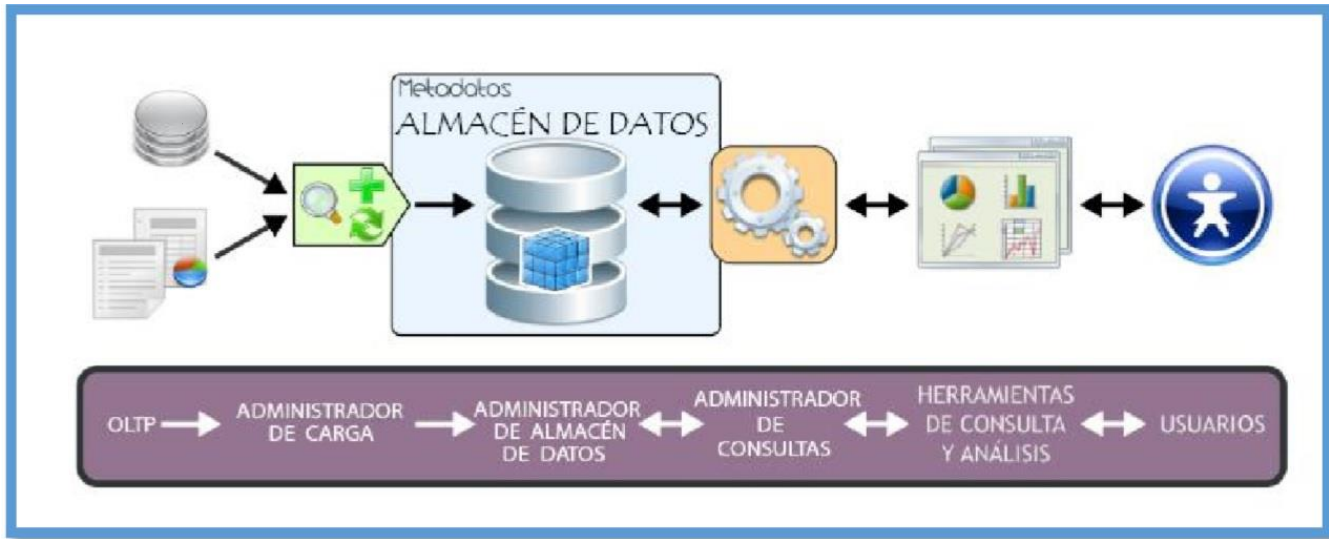 Metadatos
ALMACÉN DE DATOS
OLTP
ADMINISTRADOR
DE CARGA
ADMINISTRADOR
DE ALMACÉN
DE DATOS
ADMINISTRADOR
DE
CONSULTAS
HERRAMIENTAS
DE CONSULTA
Y ANÁLISIS
USUARIOS